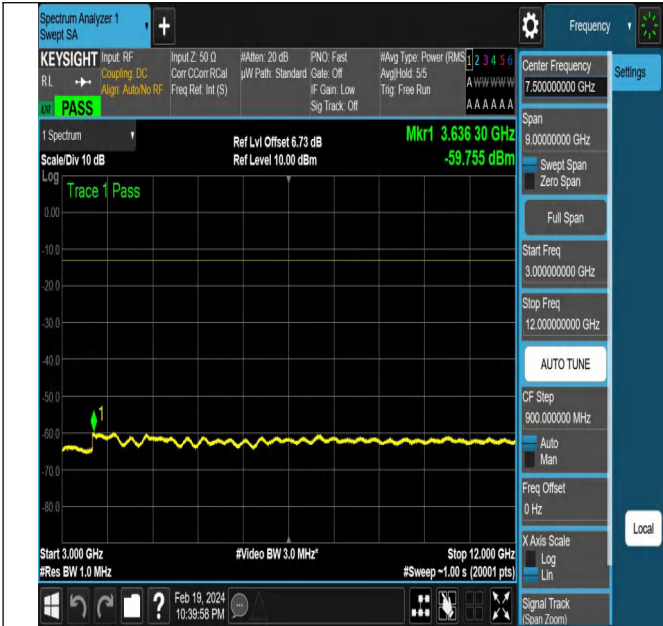 Spectrum Analyzer 1
Swept SA
Frequency
KEYSIGHT
RL
PASS
Input: RF
Coupling: DC
Align: Auto/No RF
Input Z: 50 Ω
Corr CCorr RCal
Freq Ref: Int (S)
#Atten: 20 dB
µW Path: Standard
PNO: Fast
Gate: Off
IF Gain: Low
Sig Track: Off
#Avg Type: Power (RMS
Avg|Hold: 5/5
Trig: Free Run
1 2 3 4 5 6
A W W W W W
A A A A A A
1 Spectrum
Scale/Div 10 dB
Ref Lvl Offset 6.73 dB
Ref Level 10.00 dBm
Mkr1 3.636 30 GHz
-59.755 dBm
Log
Trace 1 Pass
0.00
-10.0
-20.0
-30.0
-40.0
-50.0
-60.0
-70.0
-80.0
1
Start 3.000 GHz
#Res BW 1.0 MHz
#Video BW 3.0 MHz*
Stop 12.000 GHz
#Sweep ~1.00 s (20001 pts)
?
Feb 19, 2024
10:39:58 PM
Center Frequency
7.500000000 GHz
Settings
Span
9.00000000 GHz
Swept Span
Zero Span
Full Span
Start Freq
3.000000000 GHz
Stop Freq
12.000000000 GHz
AUTO TUNE
CF Step
900.000000 MHz
Auto
Man
Freq Offset
0 Hz
X Axis Scale
Log
Lin
Local
Signal Track
(Span Zoom)